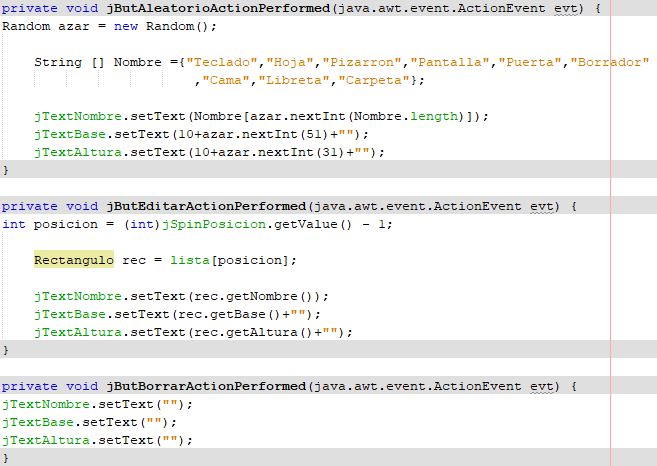 private void jButAleatorioActionPerformed(java.awt.event.ActionEvent evt) {
Random azar = new Random();
String [] Nombre ={"Teclado","Hoja","Pizarron","Pantalla","Puerta","Borrador"
,"Cama","Libreta","Carpeta"};
jTextNombre.setText(Nombre[azar.nextInt(Nombre.length)]);
jTextBase.setText(10+azar.nextInt(51)+"");
jTextAltura.setText(10+azar.nextInt(31)+"");
}
private void jButEditarActionPerformed(java.awt.event.ActionEvent evt) {
int posicion = (int)jSpinPosicion.getValue() - 1;
Rectangulo rec = lista[posicion];
jTextNombre.setText(rec.getNombre());
jTextBase.setText(rec.getBase()+"");
jTextAltura.setText(rec.getAltura()+"");
}
private void jButBorrarActionPerformed(java.awt.event.ActionEvent evt) {
jTextNombre.setText("");
jTextBase.setText("");
jTextAltura.setText("");
}